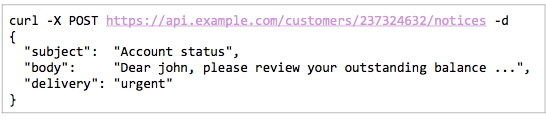 curl -X POST https://api.example.com/customers/237324632/notices -d
{
  "subject":  "Account status",
  "body":     "Dear john, please review your outstanding balance ...",
  "delivery": "urgent"
}